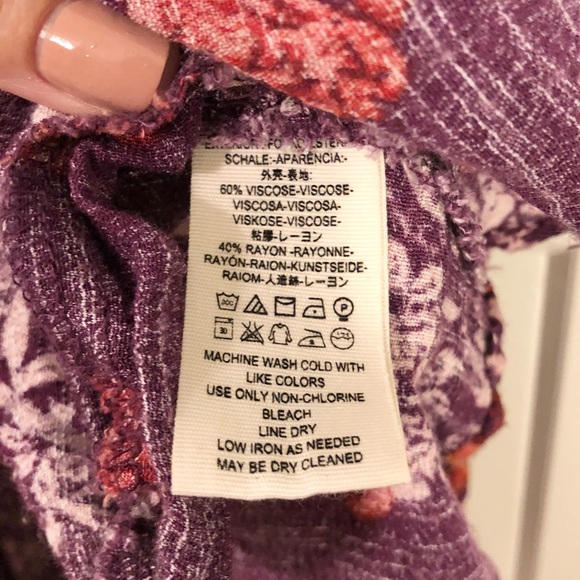 SCHALE:-APARÊNCIA:-
外壳-表地:
60% VISCOSE-VISCOSE-
VISCOSA-VISCOSA-
VISKOSE-VISCOSE-
粘膠-レーヨン
40% RAYON -RAYONNE-
RAYÓN-RAION-KUNSTSEIDE-
RAIOM-人造絲-レーヨン
P
30
MACHINE WASH COLD WITH
LIKE COLORS
USE ONLY NON-CHLORINE
BLEACH
LINE DRY
LOW IRON AS NEEDED
MAY BE DRY CLEANED